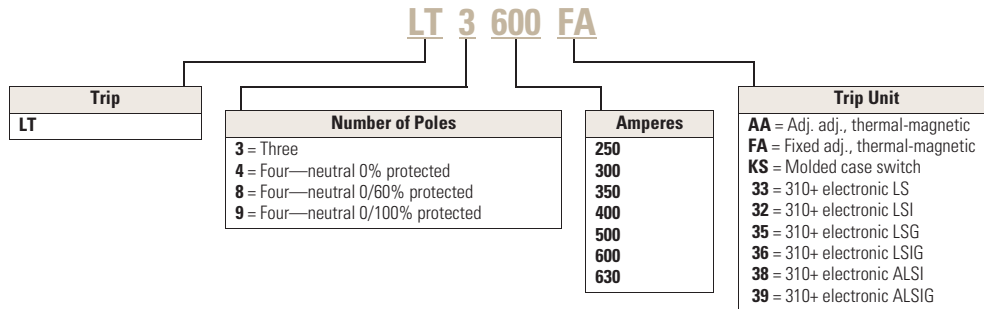 LT 3 600 FA
Trip
LT
Number of Poles
3 = Three
4 = Four—neutral 0% protected
8 = Four—neutral 0/60% protected
9 = Four—neutral 0/100% protected
Amperes
250
300
350
400
500
600
630
Trip Unit
AA = Adj. adj., thermal-magnetic
FA = Fixed adj., thermal-magnetic
KS = Molded case switch
33 = 310+ electronic LS
32 = 310+ electronic LSI
35 = 310+ electronic LSG
36 = 310+ electronic LSIG
38 = 310+ electronic ALSI
39 = 310+ electronic ALSIG